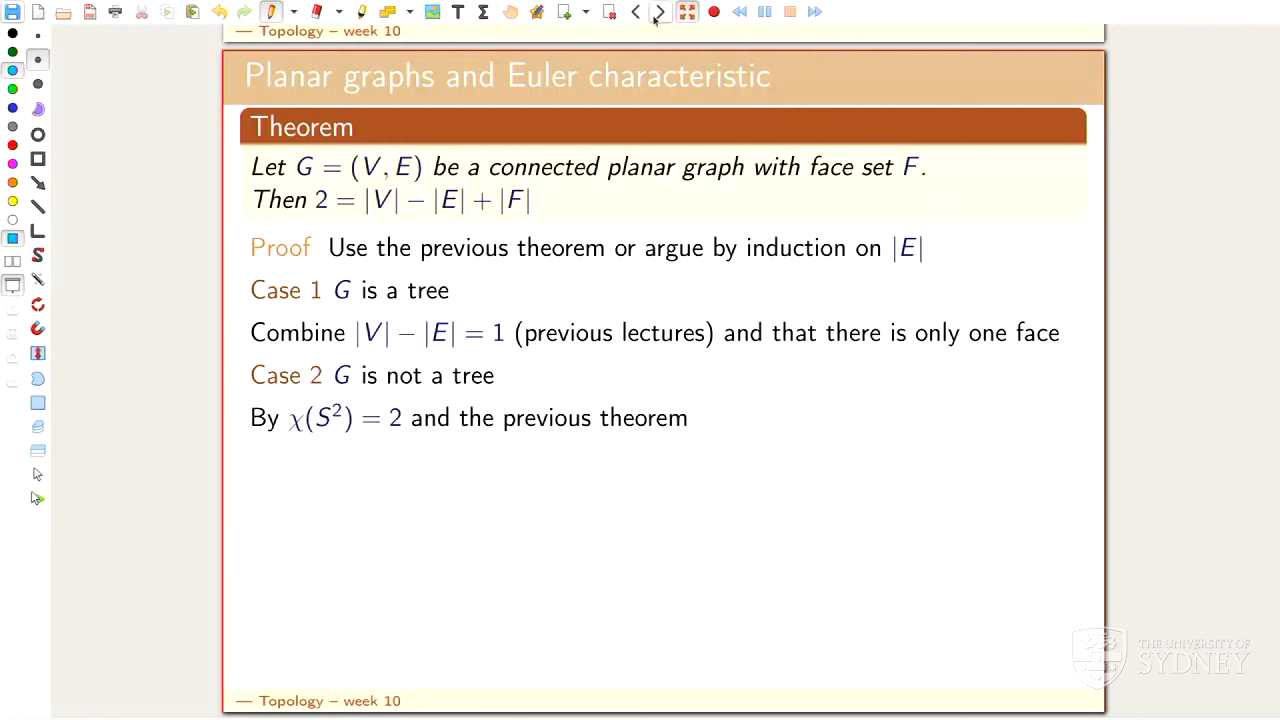 — Topology – week 10
Planar graphs and Euler characteristic
Theorem
Let G = (V, E) be a connected planar graph with face set F.
Then 2 = |V| − |E| + |F|
Proof Use the previous theorem or argue by induction on |E|
Case 1 G is a tree
Combine |V| − |E| = 1 (previous lectures) and that there is only one face
Case 2 G is not a tree
By χ(S²) = 2 and the previous theorem
THE UNIVERSITY OF
SYDNEY
— Topology – week 10